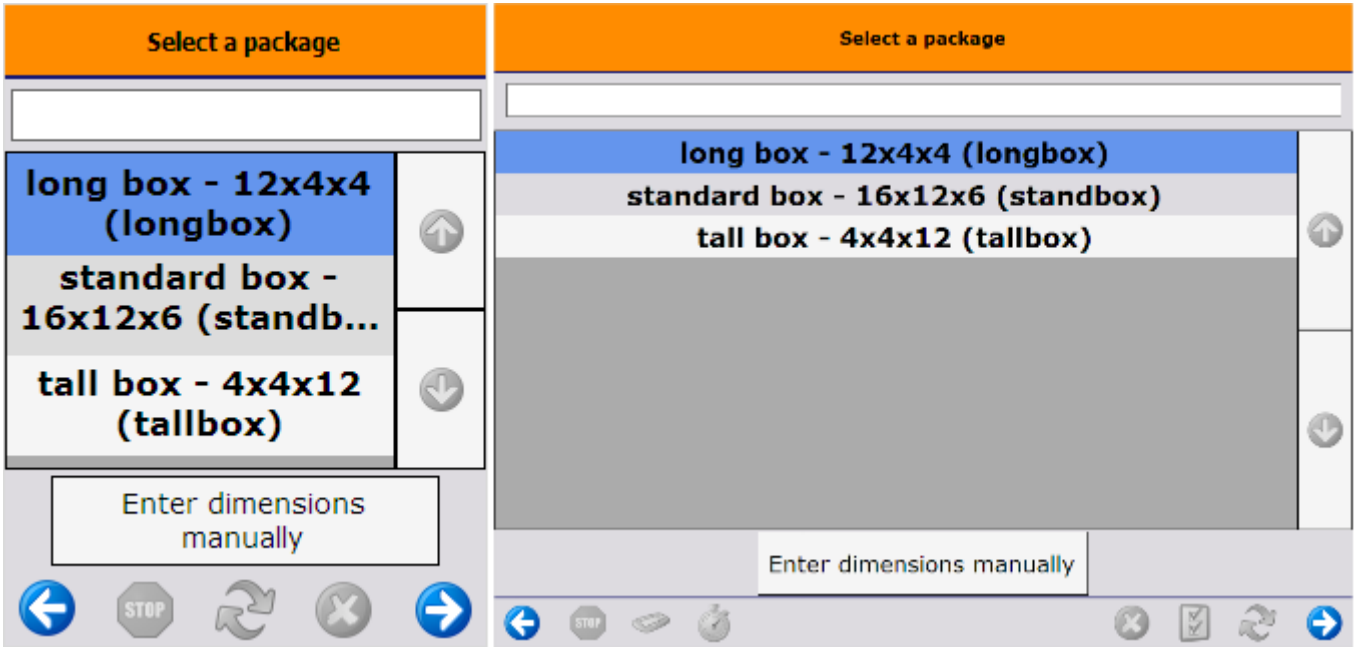 Select a package
long box - 12x4x4
(longbox)
standard box -
16x12x6 (standb...
tall box - 4x4x12
(tallbox)
Enter dimensions
manually
STOP
Select a package
long box - 12x4x4 (longbox)
standard box - 16x12x6 (standbox)
tall box - 4x4x12 (tallbox)
Enter dimensions manually
STOP